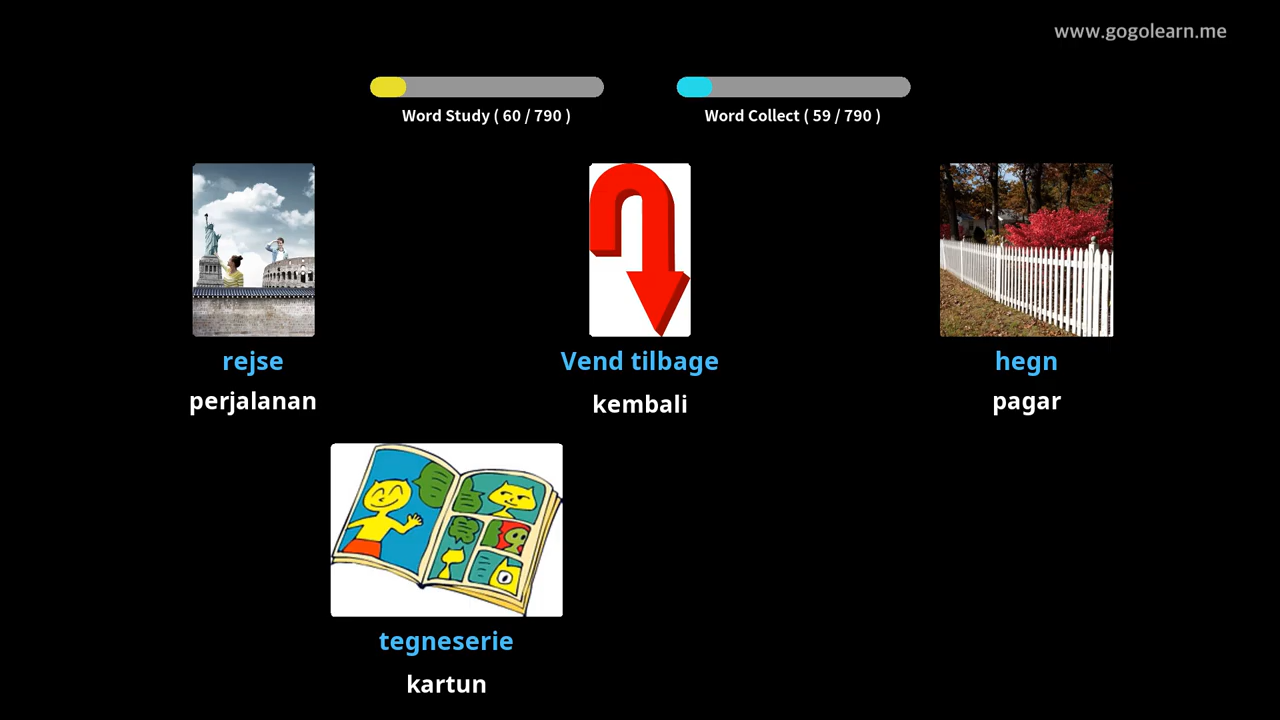 www.gogolearn.me
Word Study ( 60 / 790 )
Word Collect ( 59 / 790 )
rejse
perjalanan
Vend tilbage
kembali
hegn
pagar
tegneserie
kartun